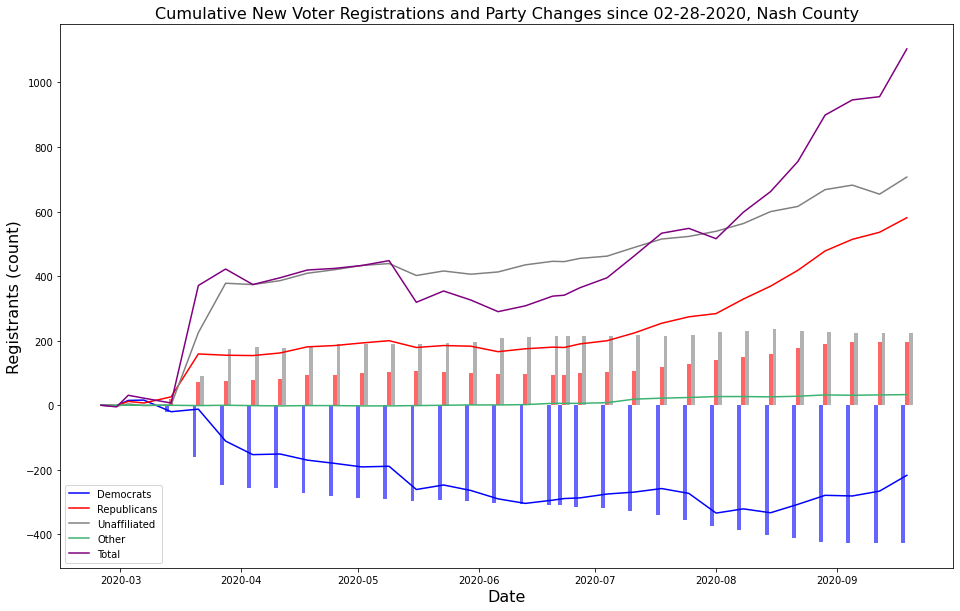 Cumulative New Voter Registrations and Party Changes since 02-28-2020, Nash County
Registrants (count)
1000
800
600
400
200
0
−200
−400
Democrats
Republicans
Unaffiliated
Other
Total
2020-03
2020-04
2020-05
2020-06
2020-07
2020-08
2020-09
Date